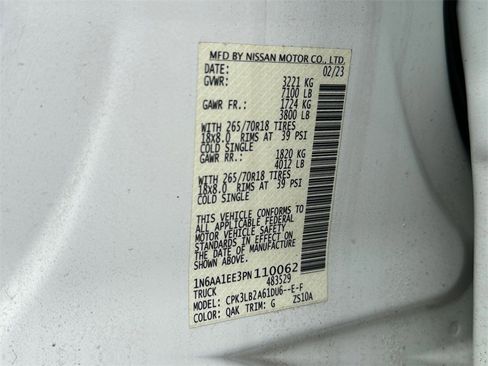 MFD BY NISSAN MOTOR CO., LTD.
DATE: 02/23
GVWR: 3221 KG
7100 LB
GAWR FR.: 1724 KG
3800 LB
WITH 265/70R18 TIRES
18x8.0 RIMS AT 39 PSI
COLD SINGLE
GAWR RR.: 1820 KG
4012 LB
WITH 265/70R18 TIRES
18x8.0 RIMS AT 39 PSI
COLD SINGLE
THIS VEHICLE CONFORMS TO
ALL APPLICABLE FEDERAL
MOTOR VEHICLE SAFETY
STANDARDS IN EFFECT ON
THE DATE OF MANUFACTURE
SHOWN ABOVE.
1N6AA1EE3PN110062
TRUCK 483529
MODEL: CPK3LB2A61DU6--E-F
COLOR: QAK TRIM: G ZS10A